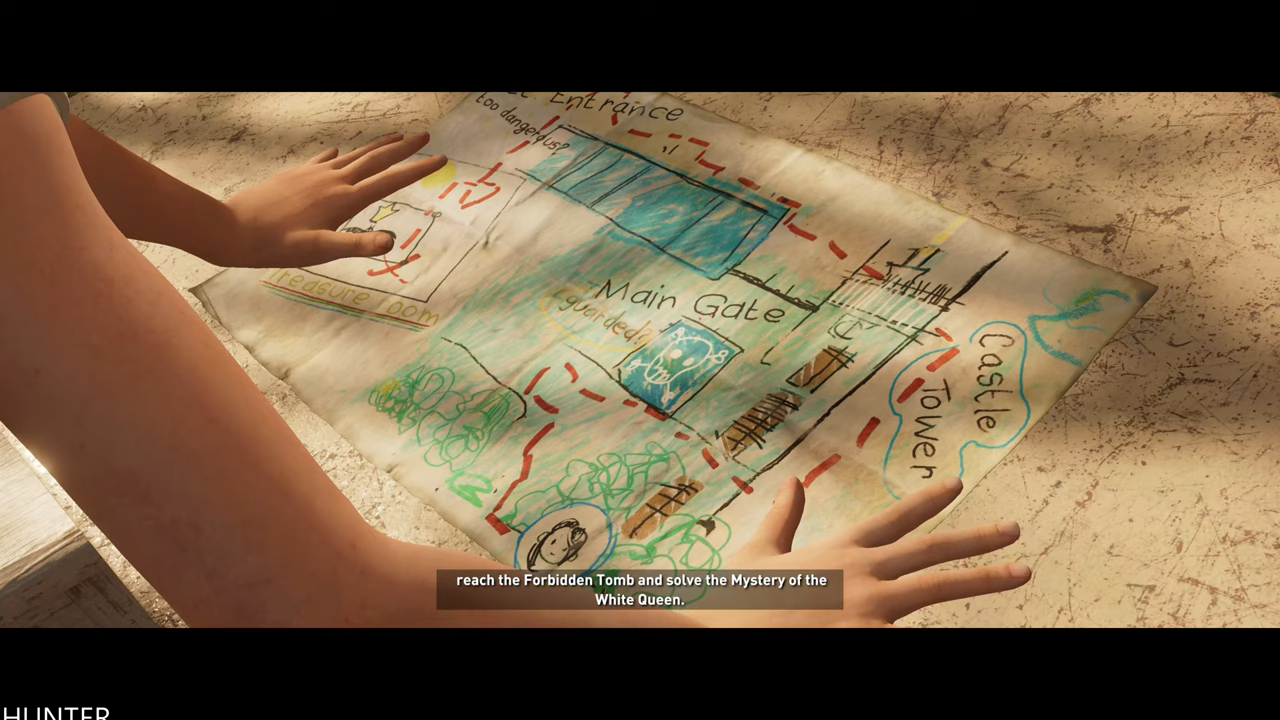 Entrance
too dangerous?
Main Gate
guarded!
Treasure room
Castle
Tower
reach the Forbidden Tomb and solve the Mystery of the
White Queen.
HUNTER